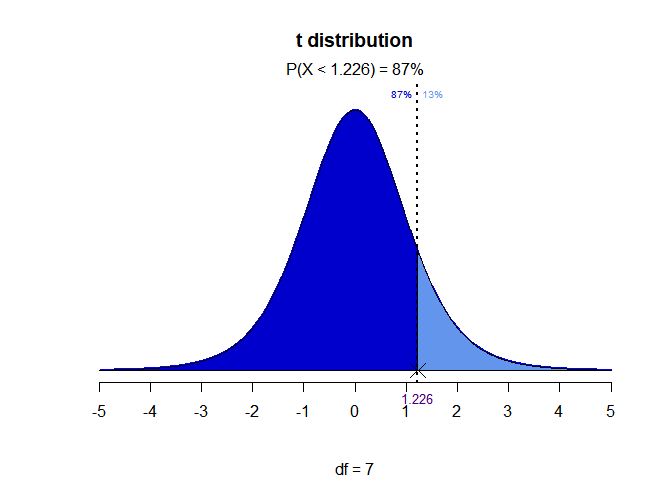 t distribution
P(X < 1.226) = 87%
87% 13%
-5 -4 -3 -2 -1 0 1 2 3 4 5
1.226
df = 7